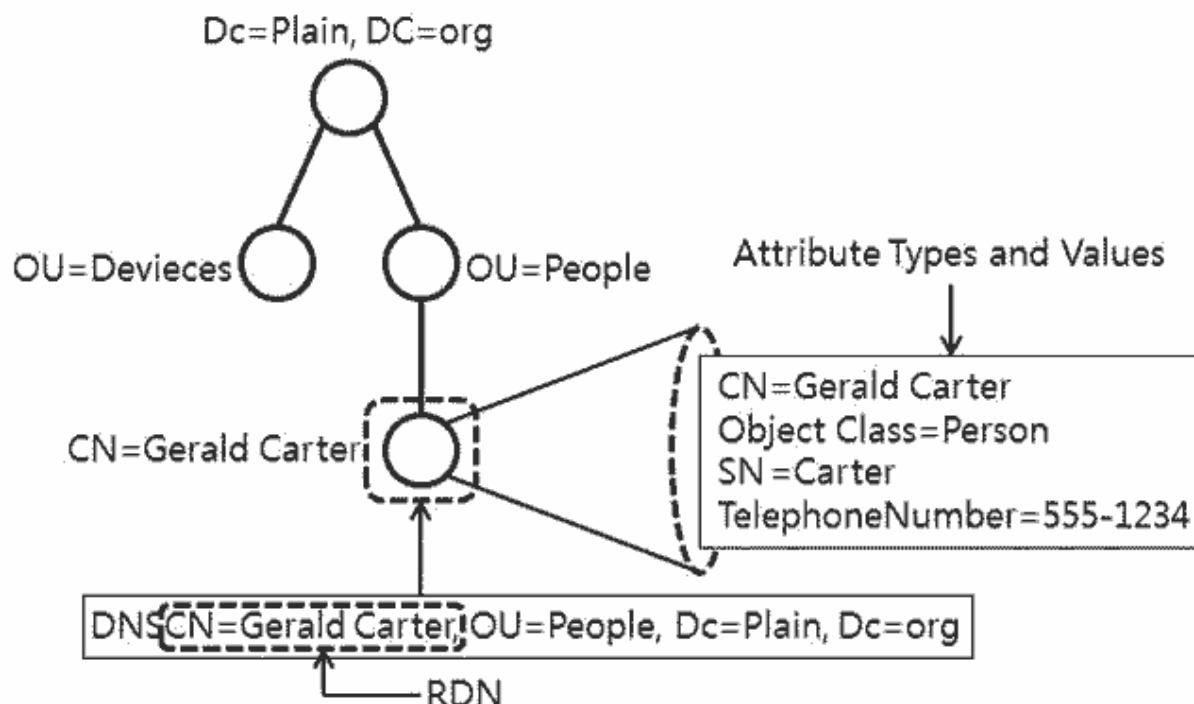 Dc=Plain, DC=org
OU=Devieces
OU=People
Attribute Types and Values
CN=Gerald Carter
Object Class=Person
SN=Carter
TelephoneNumber=555-1234
CN=Gerald Carter
DNS CN=Gerald Carter, OU=People, Dc=Plain, Dc=org
RDN